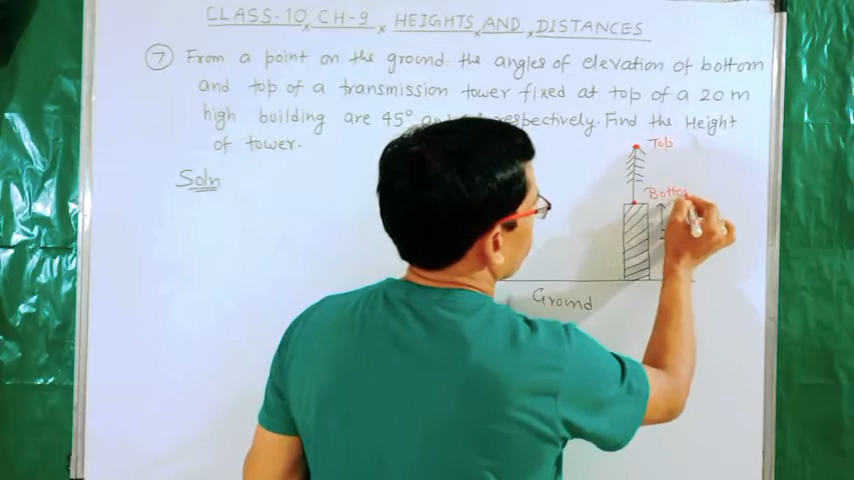 CLASS-10 CH-9 HEIGHTS AND DISTANCES
7 From a point on the ground the angles of elevation of bottom
and top of a transmission tower fixed at top of a 20 m
high building are 45° respectively. Find the Height
of tower.
Soln
Top
Ground